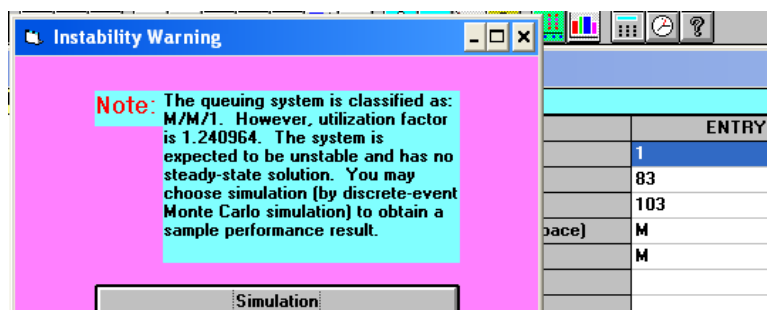 Instability Warning
Note: The queuing system is classified as:
M/M/1. However, utilization factor
is 1.240964. The system is
expected to be unstable and has no
steady-state solution. You may
choose simulation (by discrete-event
Monte Carlo simulation) to obtain a
sample performance result.
Simulation
ENTRY
1
83
103
pace) M
M